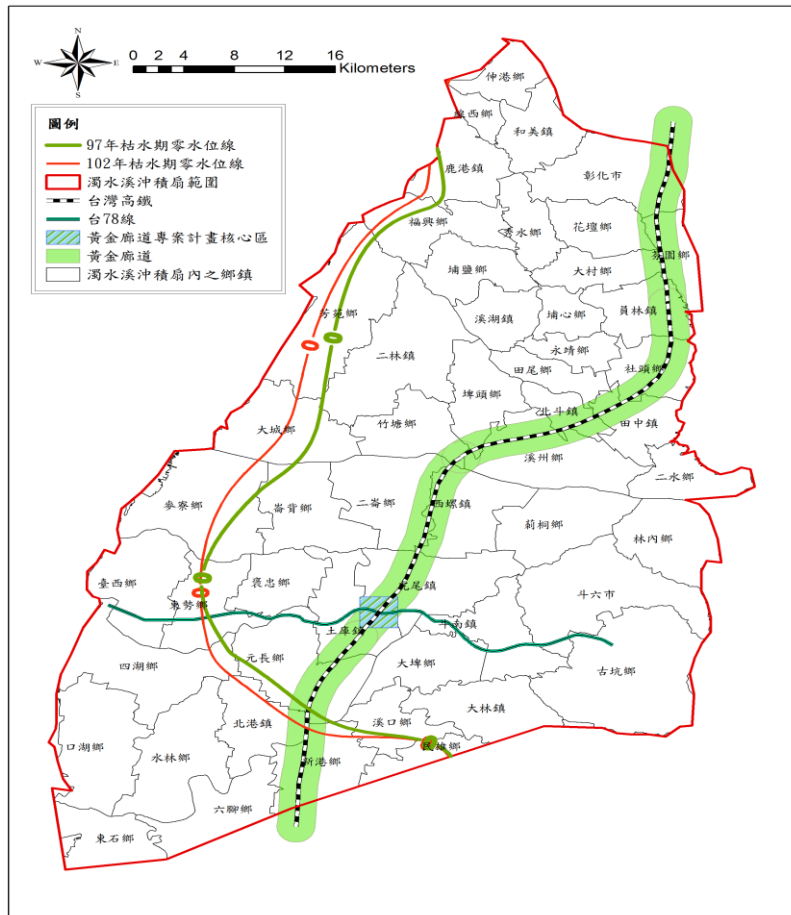 N
W
E
S
0 2 4 8 12 16
Kilometers
圖例
97年枯水期零水位線
102年枯水期零水位線
濁水溪沖積扇範圍
台灣高鐵
台78線
黃金廊道專案計畫核心區
黃金廊道
濁水溪沖積扇內之鄉鎮
伸港鄉
線西鄉
和美鎮
鹿港鎮
彰化市
福興鄉
秀水鄉
花壇鄉
芬園鄉
埔鹽鄉
大村鄉
芳苑鄉
溪湖鎮
埔心鄉
員林鎮
0
0
二林鎮
永靖鄉
田尾鄉
社頭鄉
埤頭鄉
北斗鎮
大城鄉
竹塘鄉
田中鎮
溪州鄉
二水鄉
麥寮鄉
崙背鄉
二崙鄉
西螺鎮
莿桐鄉
林內鄉
臺西鄉
0
0
褒忠鄉
虎尾鎮
斗六市
東勢鄉
土庫鎮
斗南鎮
四湖鄉
元長鄉
大埤鄉
古坑鄉
北港鎮
溪口鄉
大林鎮
口湖鄉
水林鄉
新港鄉
民雄鄉
六腳鄉
東石鄉